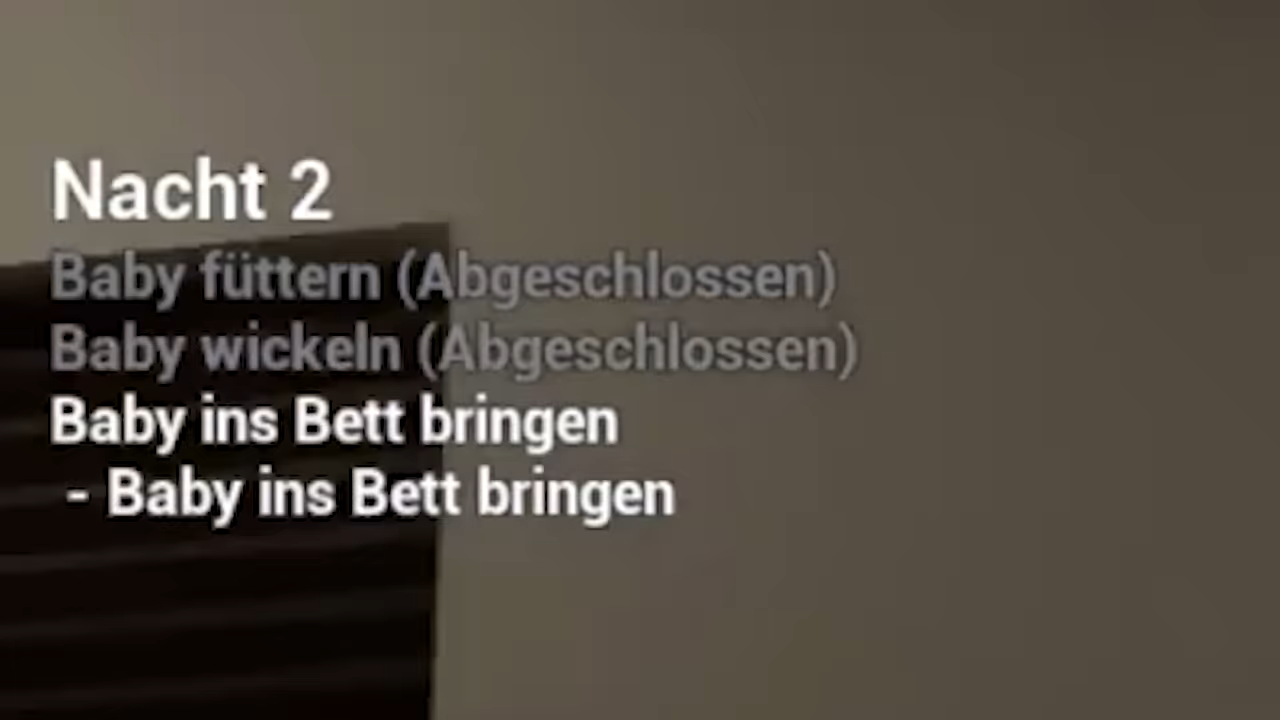 Nacht 2
Baby füttern (Abgeschlossen)
Baby wickeln (Abgeschlossen)
Baby ins Bett bringen
- Baby ins Bett bringen